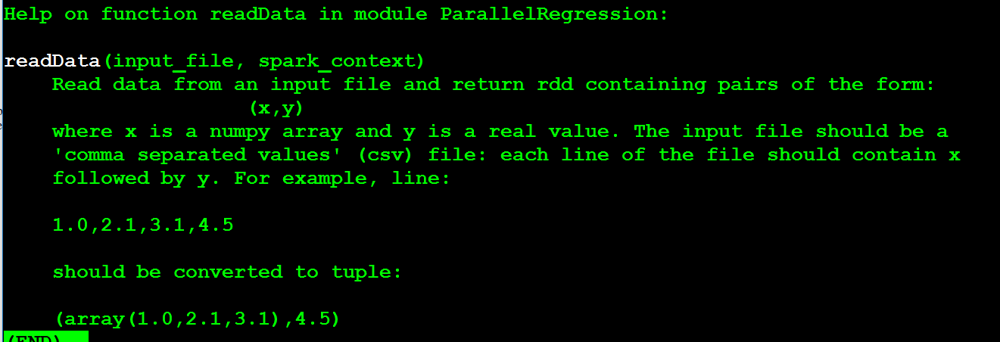 Help on function readData in module ParallelRegression:
readData(input_file, spark_context)
Read data from an input file and return rdd containing pairs of the form:
(x,y)
where x is a numpy array and y is a real value. The input file should be a
'comma separated values' (csv) file: each line of the file should contain x
followed by y. For example, line:
1.0,2.1,3.1,4.5
should be converted to tuple:
(array(1.0,2.1,3.1),4.5)
(END)